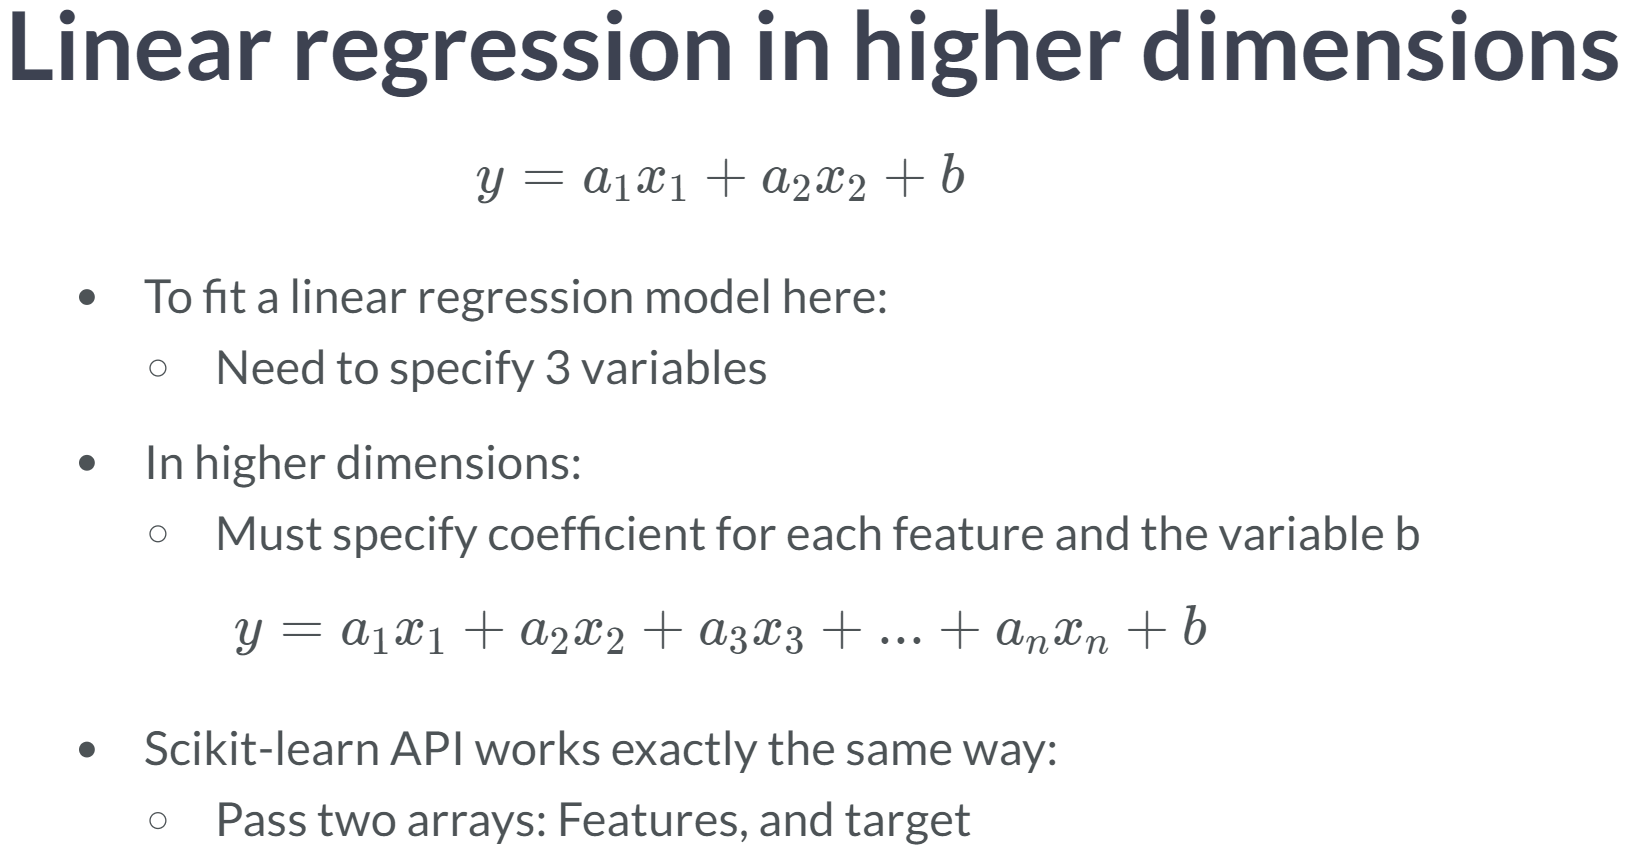 Linear regression in higher dimensions
y = a₁x₁ + a₂x₂ + b
• To fit a linear regression model here:
○ Need to specify 3 variables
• In higher dimensions:
○ Must specify coefficient for each feature and the variable b
y = a₁x₁ + a₂x₂ + a₃x₃ + ... + aₙxₙ + b
• Scikit-learn API works exactly the same way:
○ Pass two arrays: Features, and target